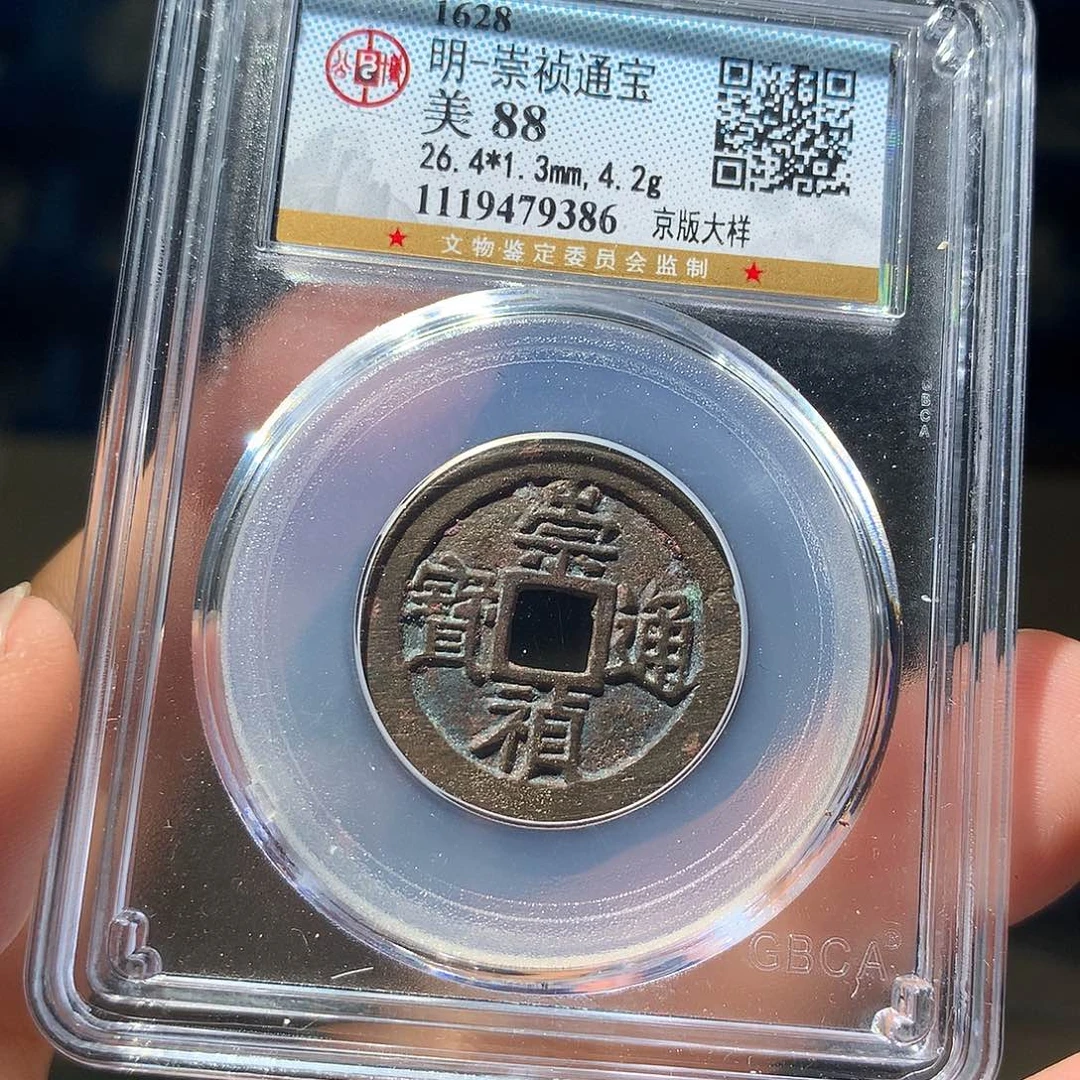 1628
明-崇祯通宝
美 88
26.4*1.3mm, 4.2g
1119479386 京版大样
文物鉴定委员会监制
崇
寶 通
禎
GBCA
GBCA